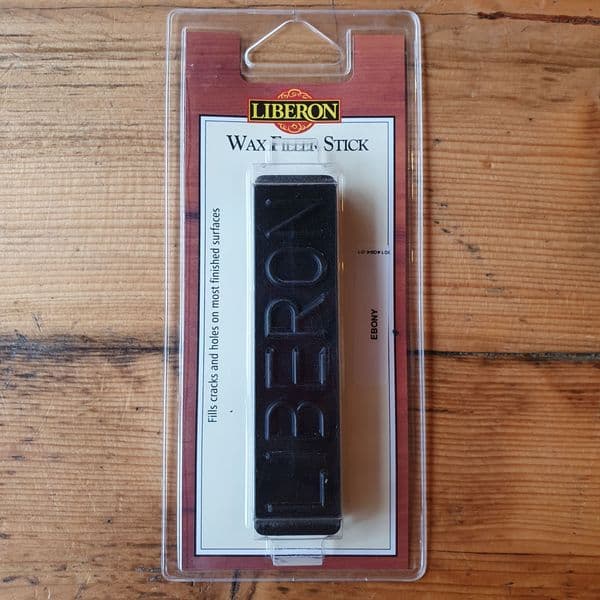 LIBERON
WAX FILLER STICK
Fills cracks and holes on most finished surfaces
LIBERON
EBONY